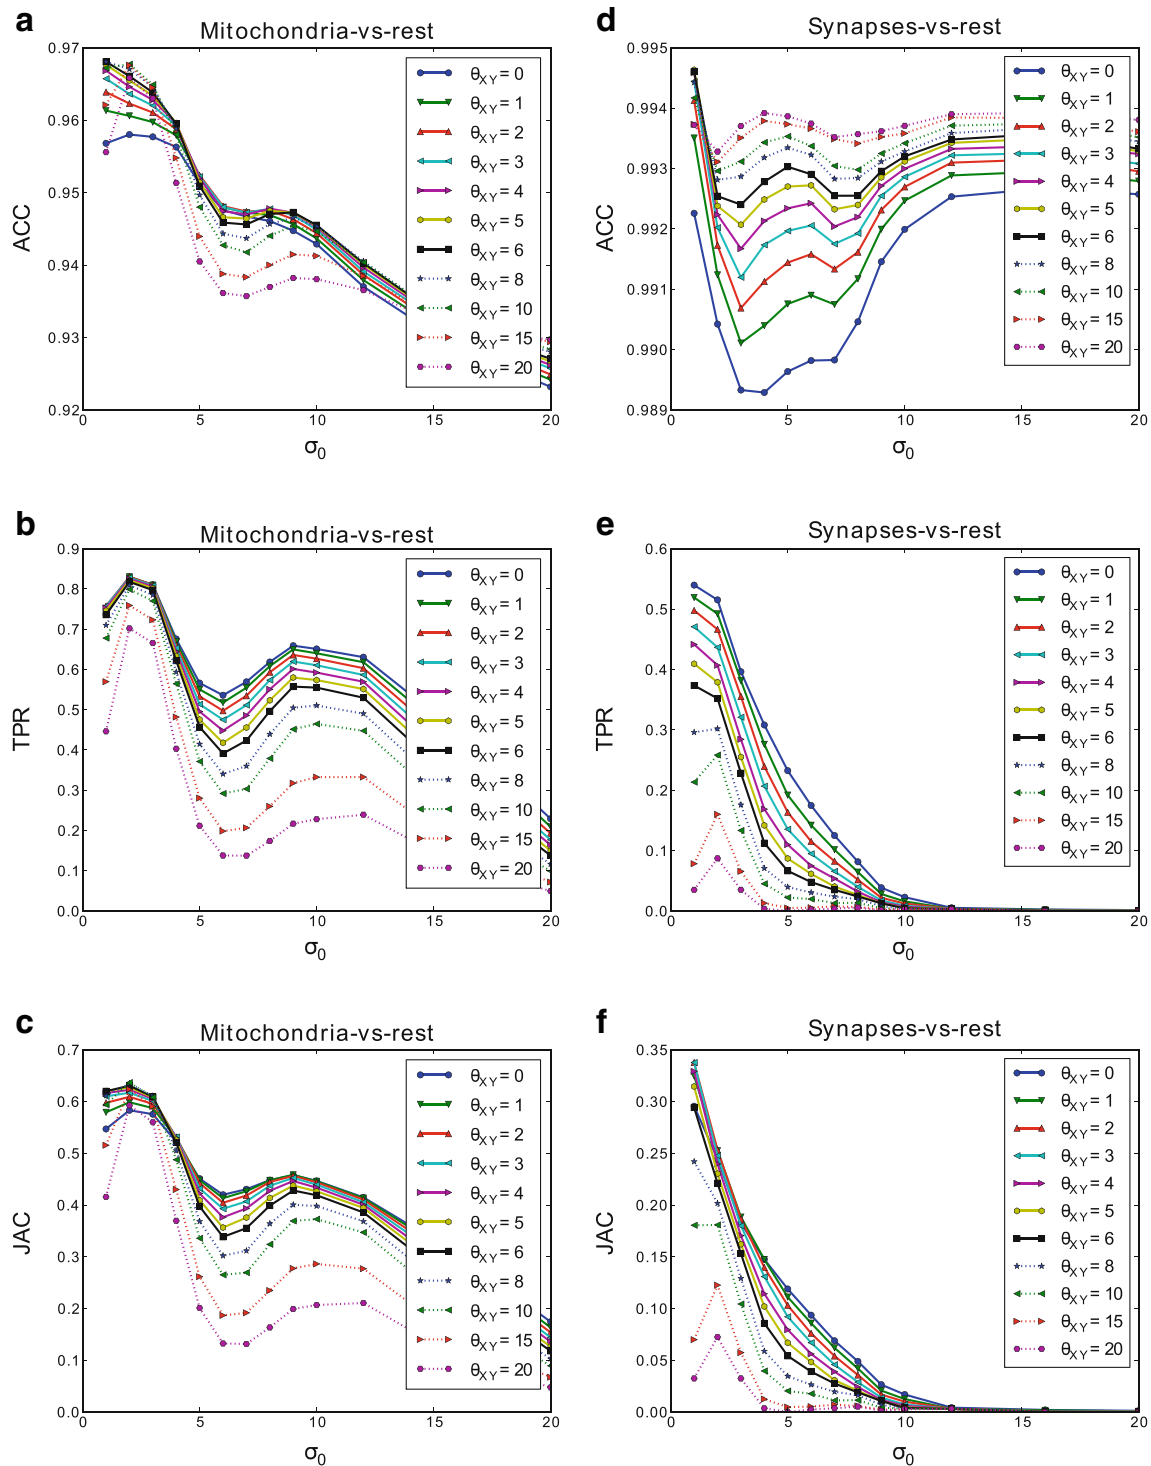 a
Mitochondria-vs-rest
0.97
0.96
0.95
0.94
0.93
0.92
ACC
0
5
10
15
20
σ0
θXY = 0
θXY = 1
θXY = 2
θXY = 3
θXY = 4
θXY = 5
θXY = 6
θXY = 8
θXY = 10
θXY = 15
θXY = 20
d
Synapses-vs-rest
0.995
0.994
0.993
0.992
0.991
0.990
0.989
ACC
0
5
10
15
20
σ0
θXY = 0
θXY = 1
θXY = 2
θXY = 3
θXY = 4
θXY = 5
θXY = 6
θXY = 8
θXY = 10
θXY = 15
θXY = 20
b
Mitochondria-vs-rest
0.9
0.8
0.7
0.6
0.5
0.4
0.3
0.2
0.1
0.0
TPR
0
5
10
15
20
σ0
θXY = 0
θXY = 1
θXY = 2
θXY = 3
θXY = 4
θXY = 5
θXY = 6
θXY = 8
θXY = 10
θXY = 15
θXY = 20
e
Synapses-vs-rest
0.6
0.5
0.4
0.3
0.2
0.1
0.0
TPR
0
5
10
15
20
σ0
θXY = 0
θXY = 1
θXY = 2
θXY = 3
θXY = 4
θXY = 5
θXY = 6
θXY = 8
θXY = 10
θXY = 15
θXY = 20
c
Mitochondria-vs-rest
0.7
0.6
0.5
0.4
0.3
0.2
0.1
0.0
JAC
0
5
10
15
20
σ0
θXY = 0
θXY = 1
θXY = 2
θXY = 3
θXY = 4
θXY = 5
θXY = 6
θXY = 8
θXY = 10
θXY = 15
θXY = 20
f
Synapses-vs-rest
0.35
0.30
0.25
0.20
0.15
0.10
0.05
0.00
JAC
0
5
10
15
20
σ0
θXY = 0
θXY = 1
θXY = 2
θXY = 3
θXY = 4
θXY = 5
θXY = 6
θXY = 8
θXY = 10
θXY = 15
θXY = 20